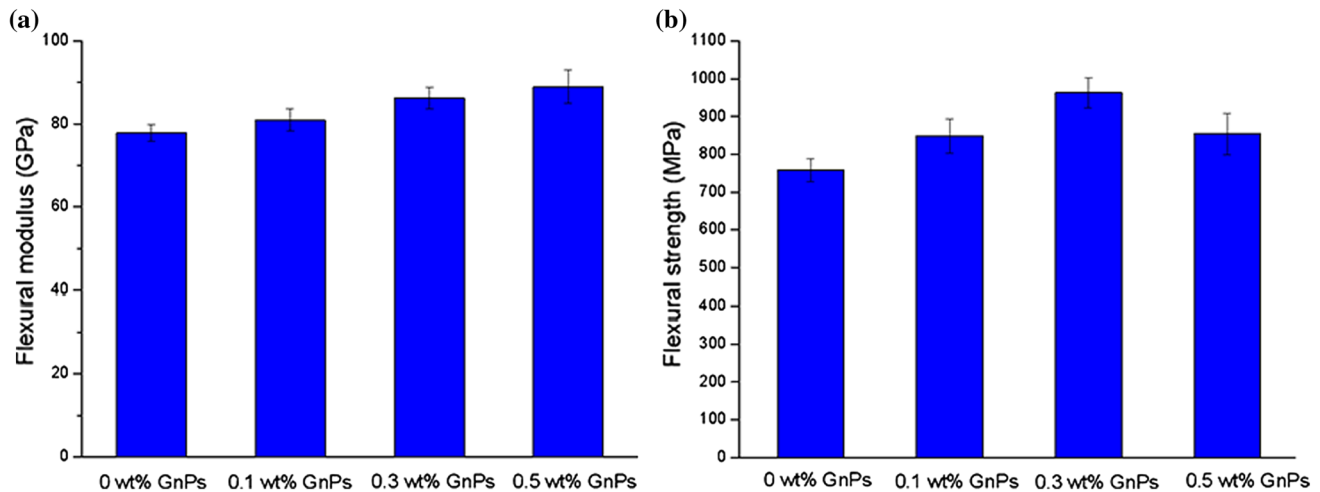 (a)
Flexural modulus (GPa)
100
80
60
40
20
0
0 wt% GnPs
0.1 wt% GnPs
0.3 wt% GnPs
0.5 wt% GnPs
(b)
Flexural strength (MPa)
1100
1000
900
800
700
600
500
400
300
200
100
0
0 wt% GnPs
0.1 wt% GnPs
0.3 wt% GnPs
0.5 wt% GnPs